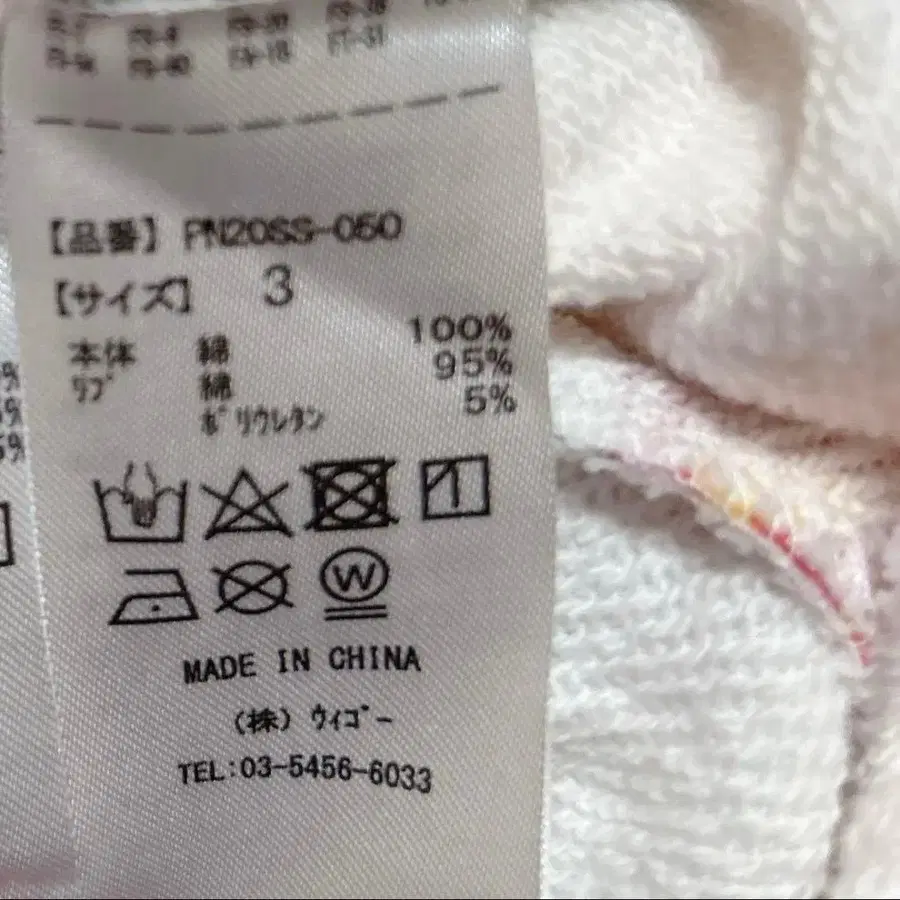 【品番】 PN20SS-050
【サイズ】 3
本体 綿 100%
リブ 綿 95%
ポリウレタン 5%
W
MADE IN CHINA
(株) ウィゴー
TEL:03-5456-6033